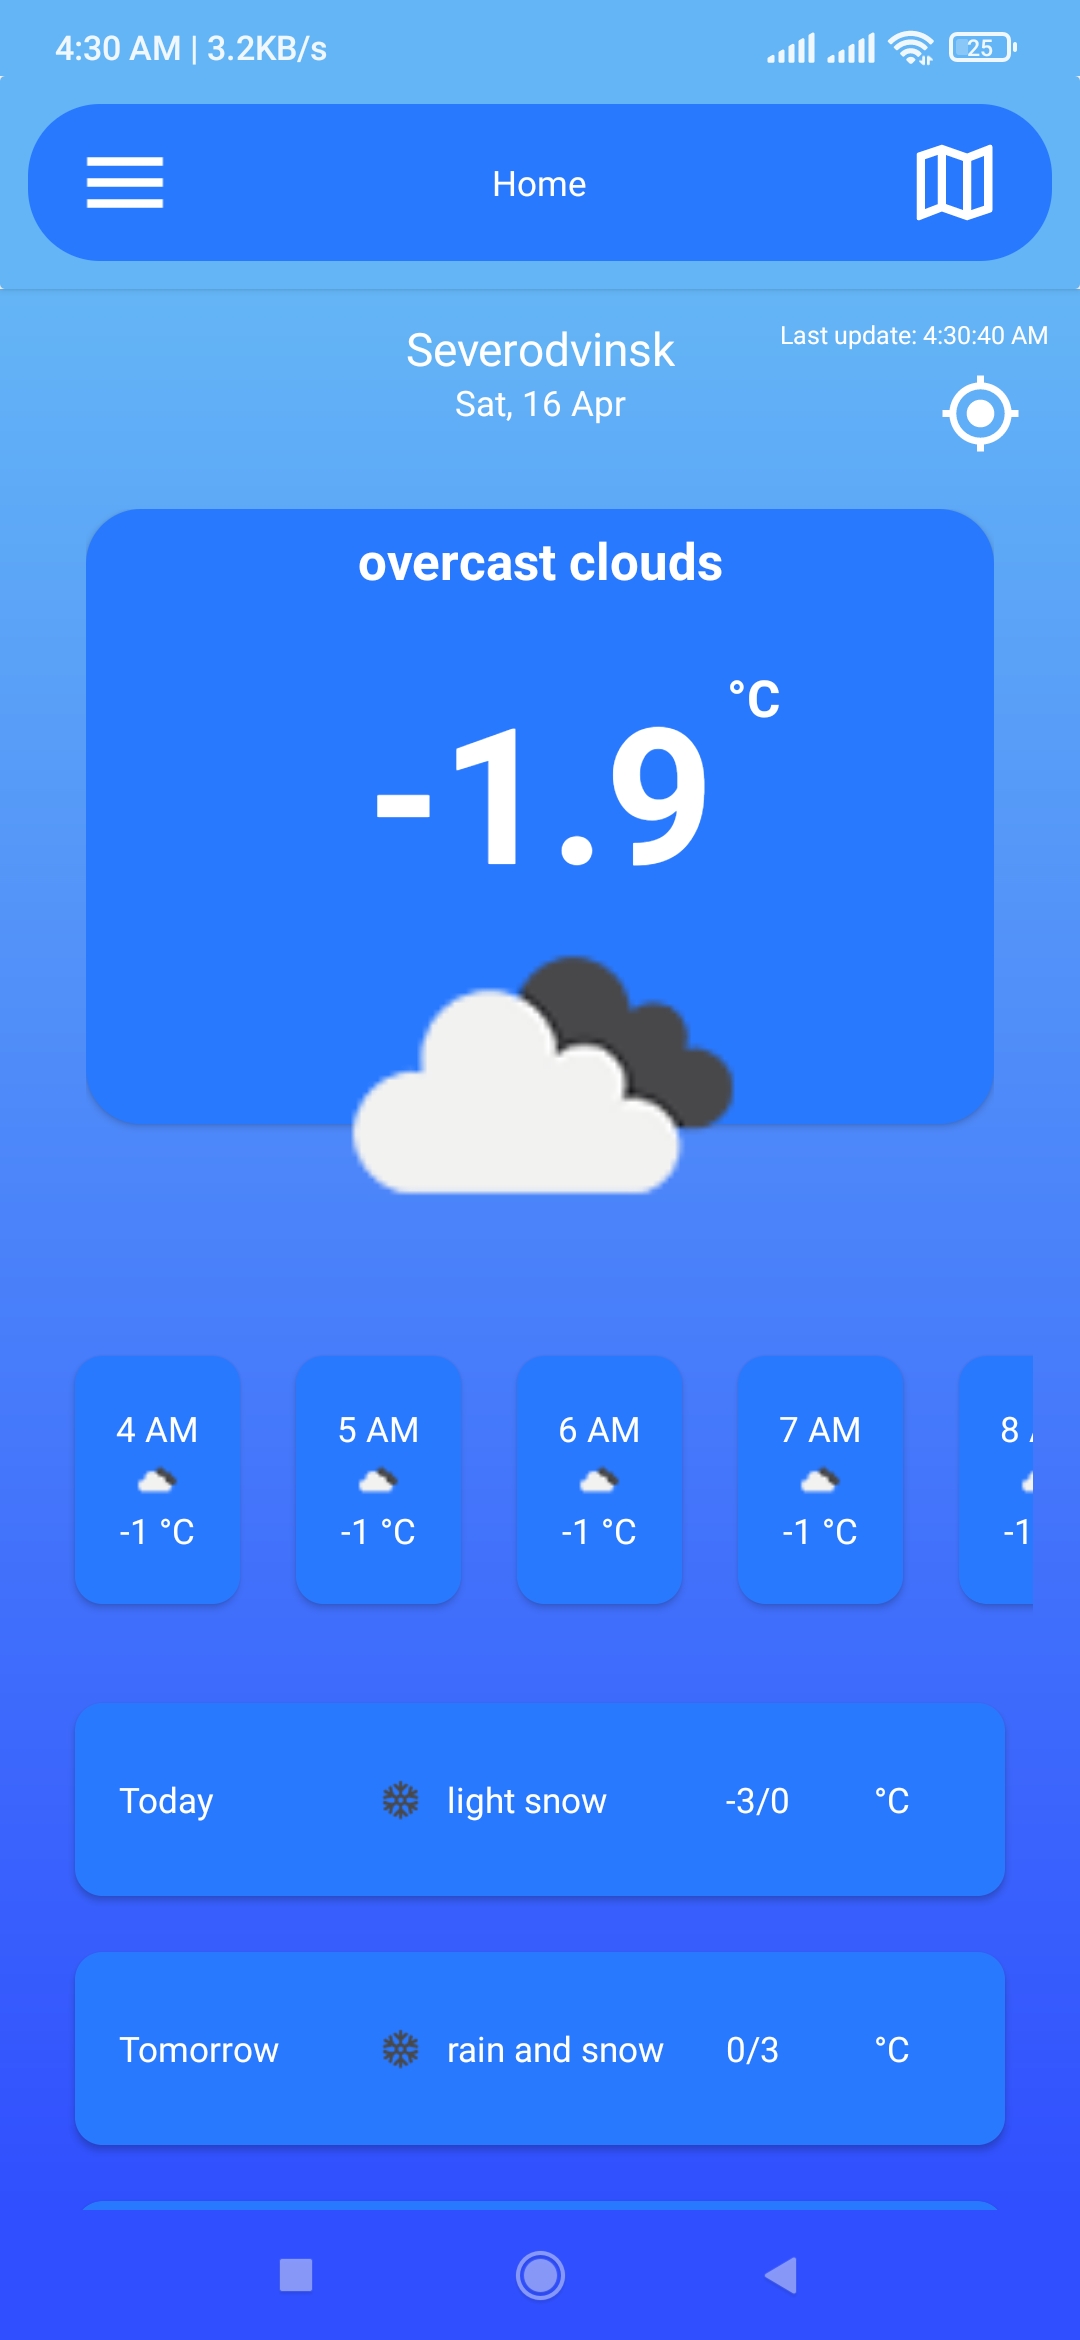 4:30 AM | 3.2KB/s 25
Home
Last update: 4:30:40 AM
Severodvinsk
Sat, 16 Apr
overcast clouds
-1.9 °C
4 AM 5 AM 6 AM 7 AM 8
-1 °C -1 °C -1 °C -1 °C -1
Today light snow -3/0 °C
Tomorrow rain and snow 0/3 °C